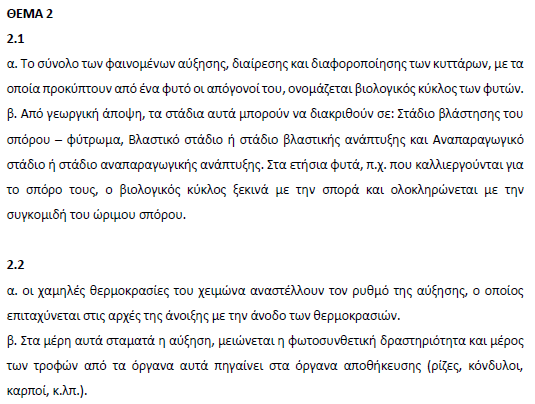 ΘΕΜΑ 2
2.1
α. Το σύνολο των φαινομένων αύξησης, διαίρεσης και διαφοροποίησης των κυττάρων, με τα
οποία προκύπτουν από ένα φυτό οι απόγονοί του, ονομάζεται βιολογικός κύκλος των φυτών.
β. Από γεωργική άποψη, τα στάδια αυτά μπορούν να διακριθούν σε: Στάδιο βλάστησης του
σπόρου – φύτρωμα, Βλαστικό στάδιο ή στάδιο βλαστικής ανάπτυξης και Αναπαραγωγικό
στάδιο ή στάδιο αναπαραγωγικής ανάπτυξης. Στα ετήσια φυτά, π.χ. που καλλιεργούνται για
το σπόρο τους, ο βιολογικός κύκλος ξεκινά με την σπορά και ολοκληρώνεται με την
συγκομιδή του ώριμου σπόρου.
2.2
α. οι χαμηλές θερμοκρασίες του χειμώνα αναστέλλουν τον ρυθμό της αύξησης, ο οποίος
επιταχύνεται στις αρχές της άνοιξης με την άνοδο των θερμοκρασιών.
β. Στα μέρη αυτά σταματά η αύξηση, μειώνεται η φωτοσυνθετική δραστηριότητα και μέρος
των τροφών από τα όργανα αυτά πηγαίνει στα όργανα αποθήκευσης (ρίζες, κόνδυλοι,
καρποί, κ.λπ.).